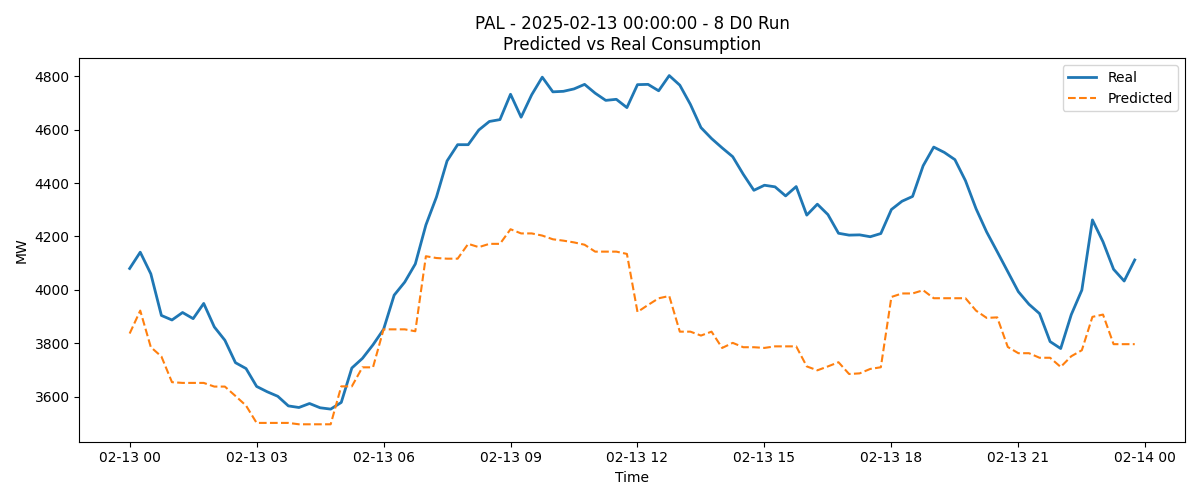 PAL - 2025-02-13 00:00:00 - 8 D0 Run
Predicted vs Real Consumption
Real
Predicted
MW
4800
4600
4400
4200
4000
3800
3600
02-13 00
02-13 03
02-13 06
02-13 09
02-13 12
02-13 15
02-13 18
02-13 21
02-14 00
Time